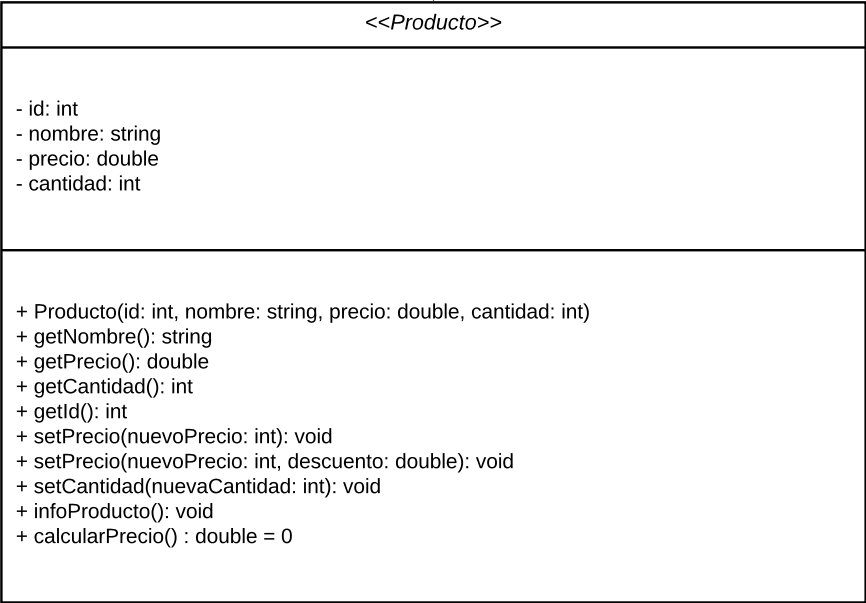 <<Producto>>
- id: int
- nombre: string
- precio: double
- cantidad: int
+ Producto(id: int, nombre: string, precio: double, cantidad: int)
+ getNombre(): string
+ getPrecio(): double
+ getCantidad(): int
+ getId(): int
+ setPrecio(nuevoPrecio: int): void
+ setPrecio(nuevoPrecio: int, descuento: double): void
+ setCantidad(nuevaCantidad: int): void
+ infoProducto(): void
+ calcularPrecio() : double = 0